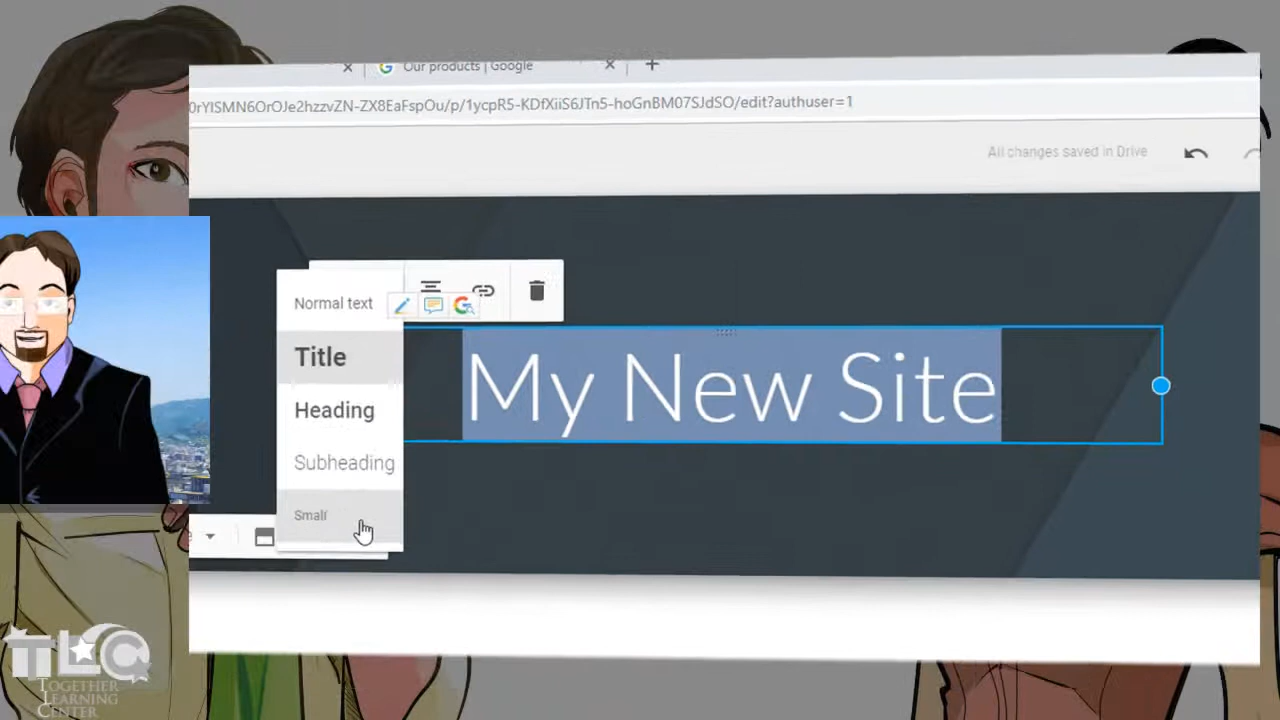 Our products | Google
0rYISMN6OrOJe2hzzvZN-ZX8EaFspOu/p/1ycpR5-KDfXiiS6JTn5-hoGnBM07SJdSO/edit?authuser=1
All changes saved in Drive
Normal text
Title
Heading
Subheading
Small
My New Site
TLC
TOGETHER
LEARNING
CENTER